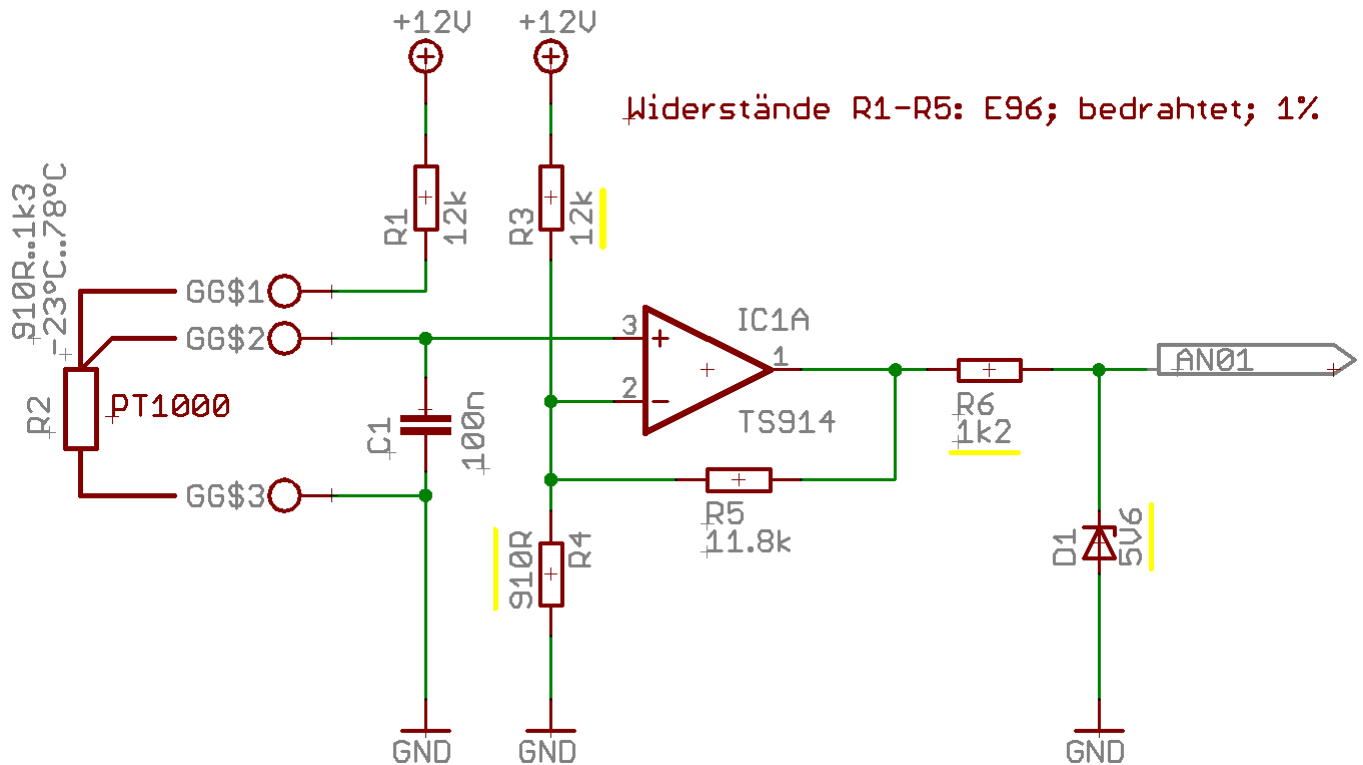 +12V
+12V
Widerstände R1-R5: E96; bedrahtet; 1%
910R..1k3
-23°C..78°C
R1
12k
R3
12k
GG$1
GG$2
GG$3
R2
PT1000
C1
100n
3
2
1
IC1A
TS914
R5
11.8k
R6
1k2
AN01
910R
R4
D1
5V6
GND
GND
GND